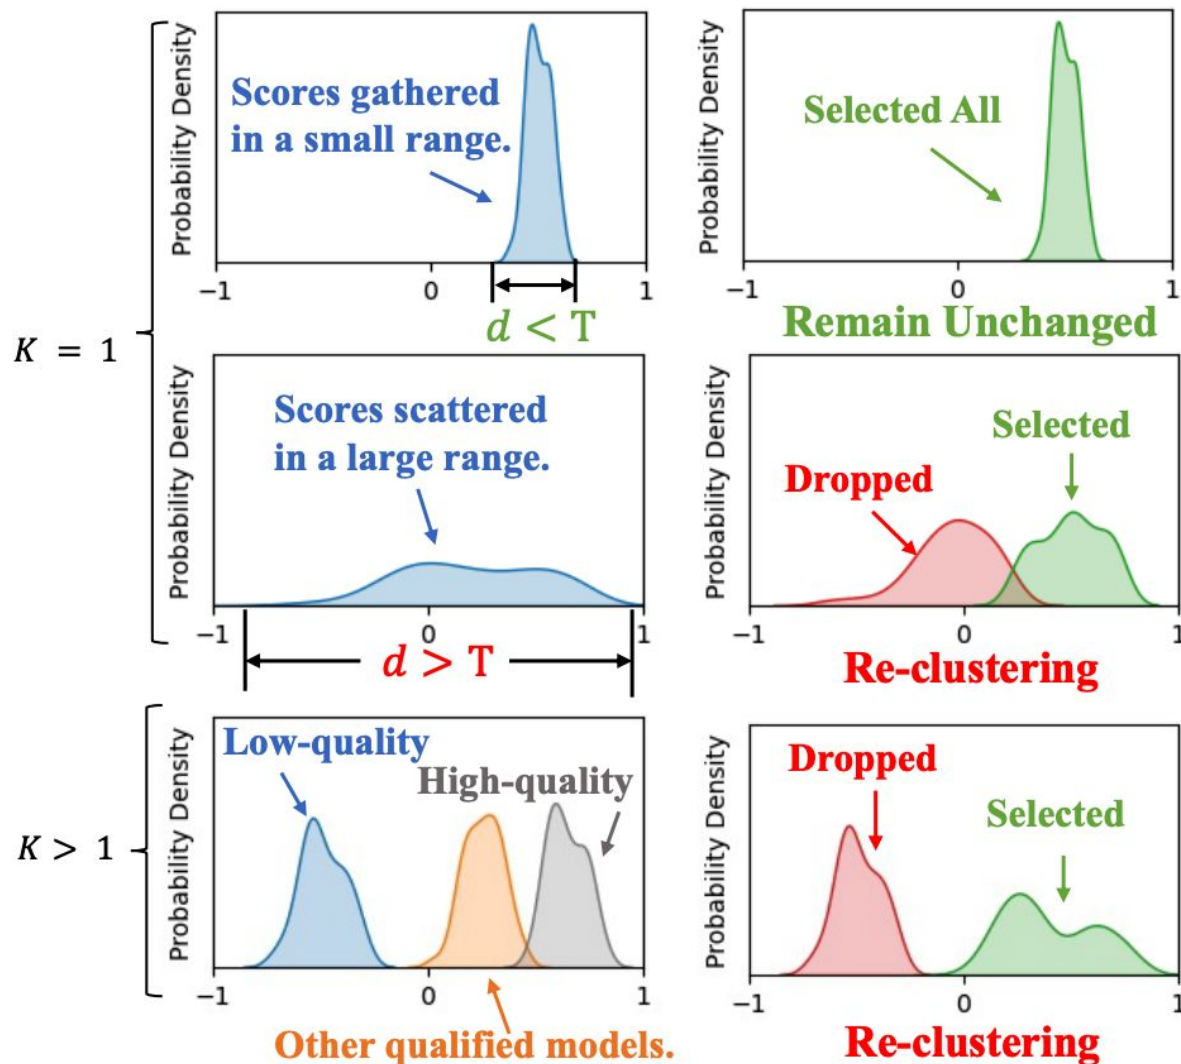 Probability Density
Scores gathered
in a small range.
-1
0
1
d < T
Probability Density
Selected All
-1
0
1
Remain Unchanged
K = 1
Probability Density
Scores scattered
in a large range.
-1
0
1
d > T
Probability Density
Dropped
Selected
-1
0
1
Re-clustering
K > 1
Probability Density
Low-quality
High-quality
-1
0
1
Other qualified models.
Probability Density
Dropped
Selected
-1
0
1
Re-clustering